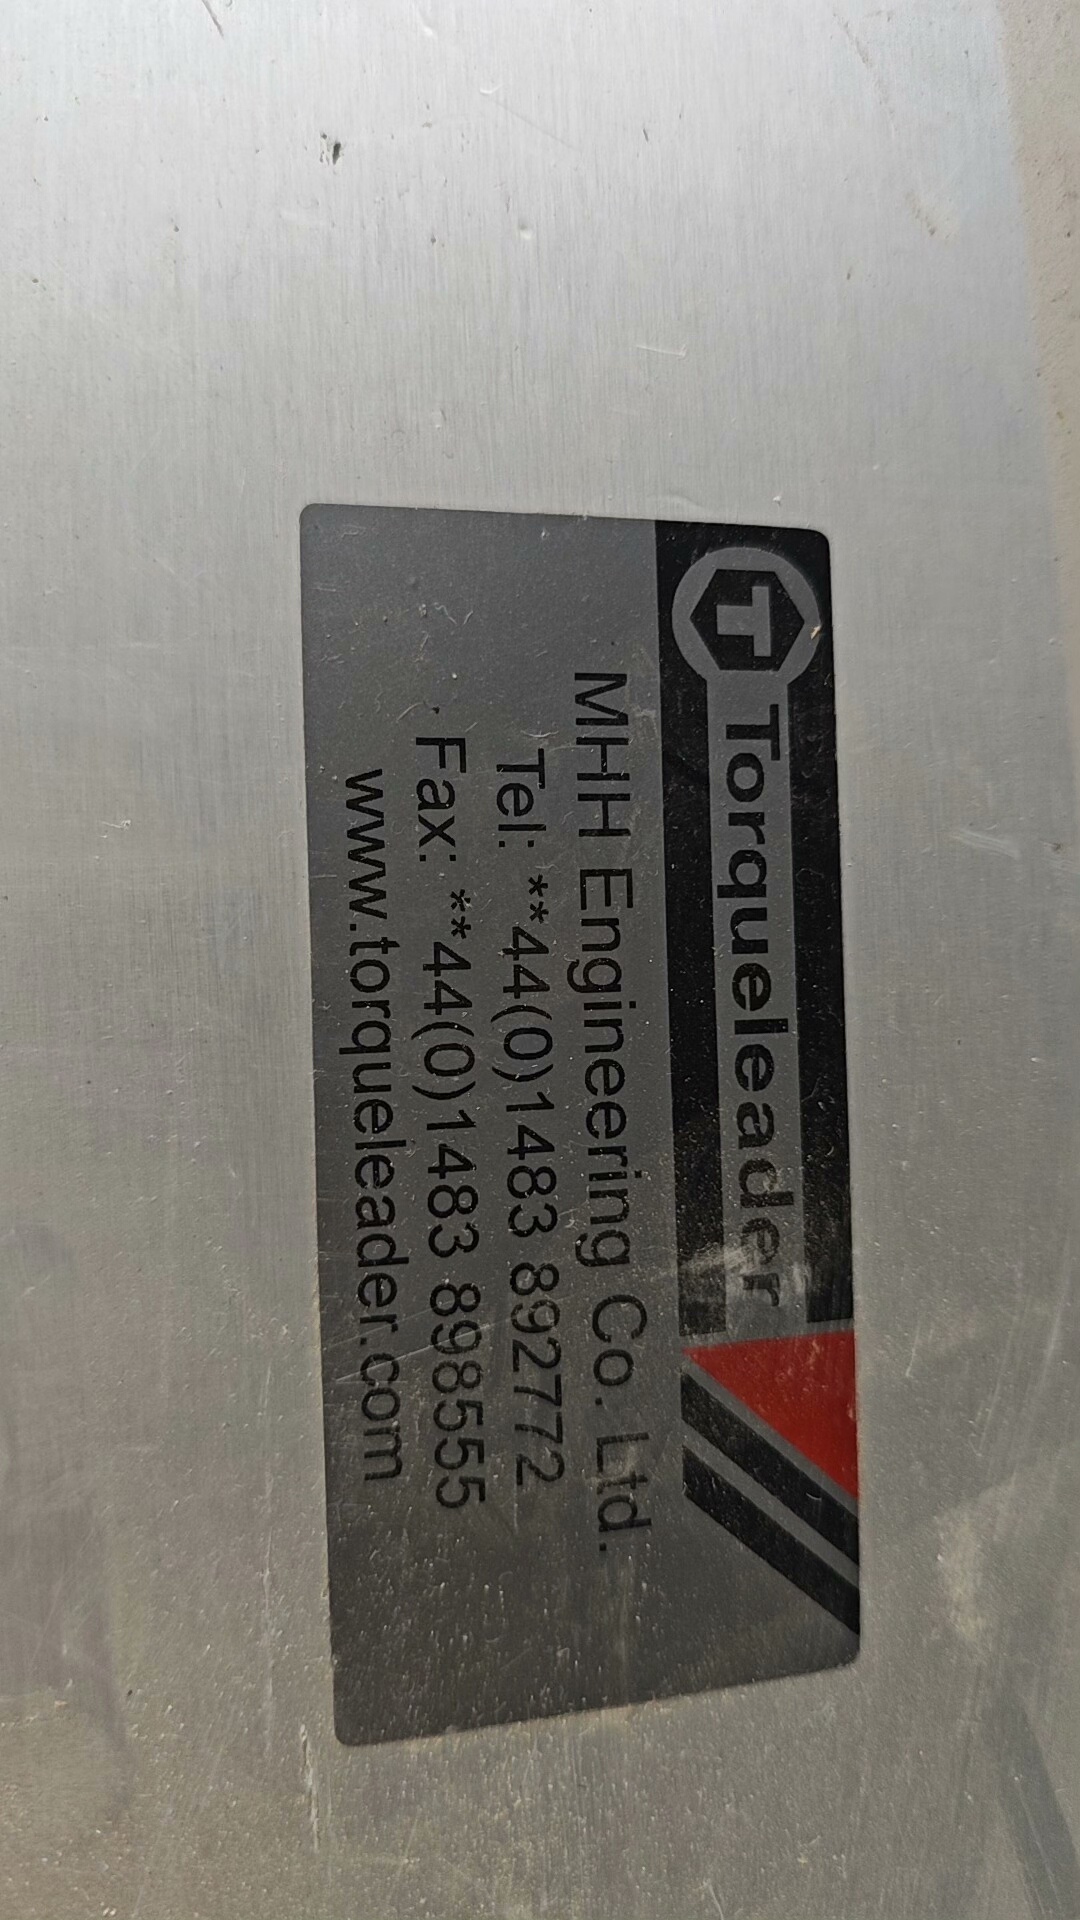 T Torqueleader
MHH Engineering Co. Ltd.
Tel: **44(0)1483 892772
Fax: **44(0)1483 898555
www.torqueleader.com